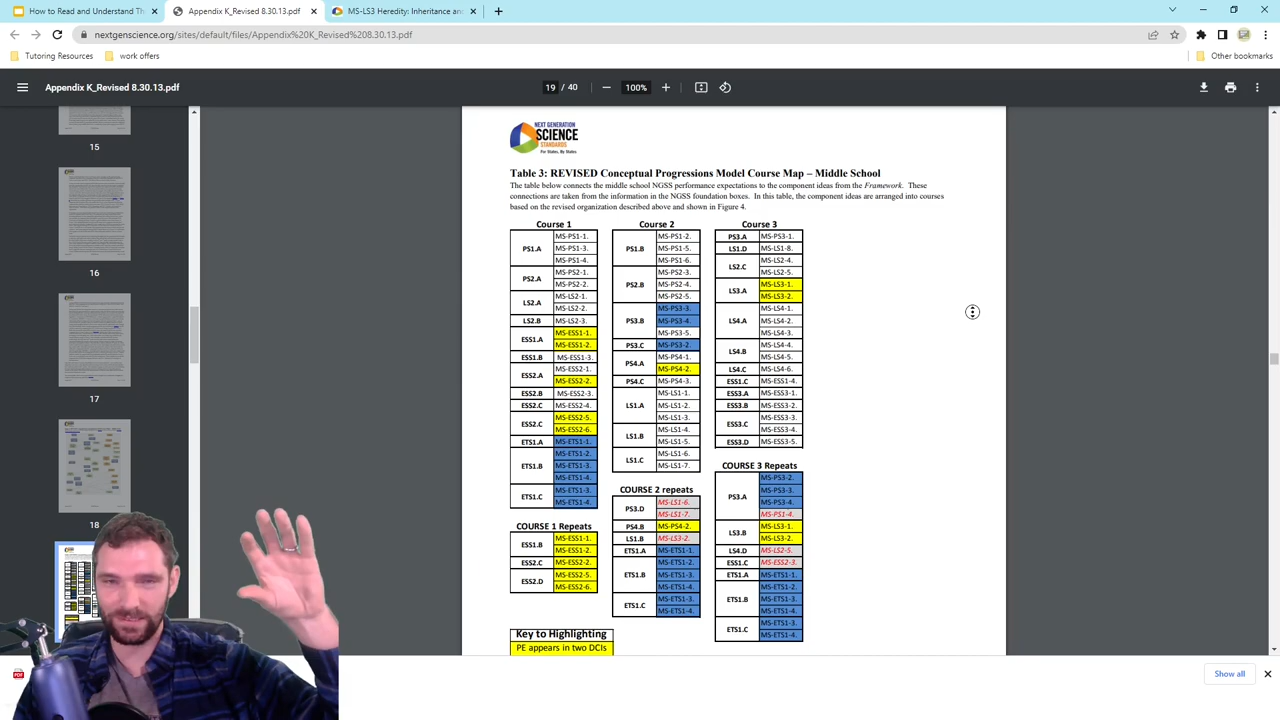 How to Read and Understand Th
Appendix K_Revised 8.30.13.pdf
MS-LS3 Heredity: Inheritance an
nextgenscience.org/sites/default/files/Appendix%20K_Revised%208.30.13.pdf
Tutoring Resources
work offers
Other bookmarks
Appendix K_Revised 8.30.13.pdf
19 / 40
100%
15
16
17
18
NEXT GENERATION
SCIENCE
STANDARDS
For States, By States
Table 3: REVISED Conceptual Progressions Model Course Map – Middle School
The table below connects the middle school NGSS performance expectations to the component ideas from the Framework. These
connections are taken from the information in the NGSS foundation boxes. In this table, the component ideas are arranged into courses
based on the revised organization described above and shown in Figure 4.
Course 1
PS1.A
MS-PS1-1.
MS-PS1-3.
MS-PS1-4.
PS2.A
MS-PS2-1.
MS-PS2-2.
LS2.A
MS-LS2-1.
MS-LS2-2.
LS2.B
MS-LS2-3.
ESS1.A
MS-ESS1-1.
MS-ESS1-2.
ESS1.B
MS-ESS1-3.
ESS2.A
MS-ESS2-1.
MS-ESS2-2.
ESS2.B
MS-ESS2-3.
ESS2.C
MS-ESS2-4.
ESS2.C
MS-ESS2-5.
MS-ESS2-6.
ETS1.A
MS-ETS1-1.
ETS1.B
MS-ETS1-2.
MS-ETS1-3.
MS-ETS1-4.
ETS1.C
MS-ETS1-3.
MS-ETS1-4.
COURSE 1 Repeats
ESS1.B
MS-ESS1-1.
MS-ESS1-2.
ESS2.C
MS-ESS2-2.
ESS2.D
MS-ESS2-5.
MS-ESS2-6.
Key to Highlighting
PE appears in two DCIs
Course 2
PS1.B
MS-PS1-2.
MS-PS1-5.
MS-PS1-6.
PS2.B
MS-PS2-3.
MS-PS2-4.
MS-PS2-5.
PS3.B
MS-PS3-3.
MS-PS3-4.
MS-PS3-5.
PS3.C
MS-PS3-2.
PS4.A
MS-PS4-1.
MS-PS4-2.
PS4.C
MS-PS4-3.
LS1.A
MS-LS1-1.
MS-LS1-2.
MS-LS1-3.
LS1.B
MS-LS1-4.
MS-LS1-5.
LS1.C
MS-LS1-6.
MS-LS1-7.
COURSE 2 repeats
PS3.D
MS-LS1-6.
MS-LS1-7.
PS4.B
MS-PS4-2.
LS1.B
MS-LS3-2.
ETS1.A
MS-ETS1-1.
ETS1.B
MS-ETS1-2.
MS-ETS1-3.
MS-ETS1-4.
ETS1.C
MS-ETS1-3.
MS-ETS1-4.
Course 3
PS3.A
MS-PS3-1.
LS1.D
MS-LS1-8.
LS2.C
MS-LS2-4.
MS-LS2-5.
LS3.A
MS-LS3-1.
MS-LS3-2.
LS4.A
MS-LS4-1.
MS-LS4-2.
MS-LS4-3.
LS4.B
MS-LS4-4.
MS-LS4-5.
LS4.C
MS-LS4-6.
ESS1.C
MS-ESS1-4.
ESS3.A
MS-ESS3-1.
ESS3.B
MS-ESS3-2.
ESS3.C
MS-ESS3-3.
MS-ESS3-4.
ESS3.D
MS-ESS3-5.
COURSE 3 Repeats
PS3.A
MS-PS3-2.
MS-PS3-3.
MS-PS3-4.
MS-PS1-4.
LS3.B
MS-LS3-1.
MS-LS3-2.
LS4.D
MS-LS2-5.
ESS1.C
MS-ESS2-3.
ETS1.A
MS-ETS1-1.
ETS1.B
MS-ETS1-2.
MS-ETS1-3.
MS-ETS1-4.
ETS1.C
MS-ETS1-3.
MS-ETS1-4.
Show all